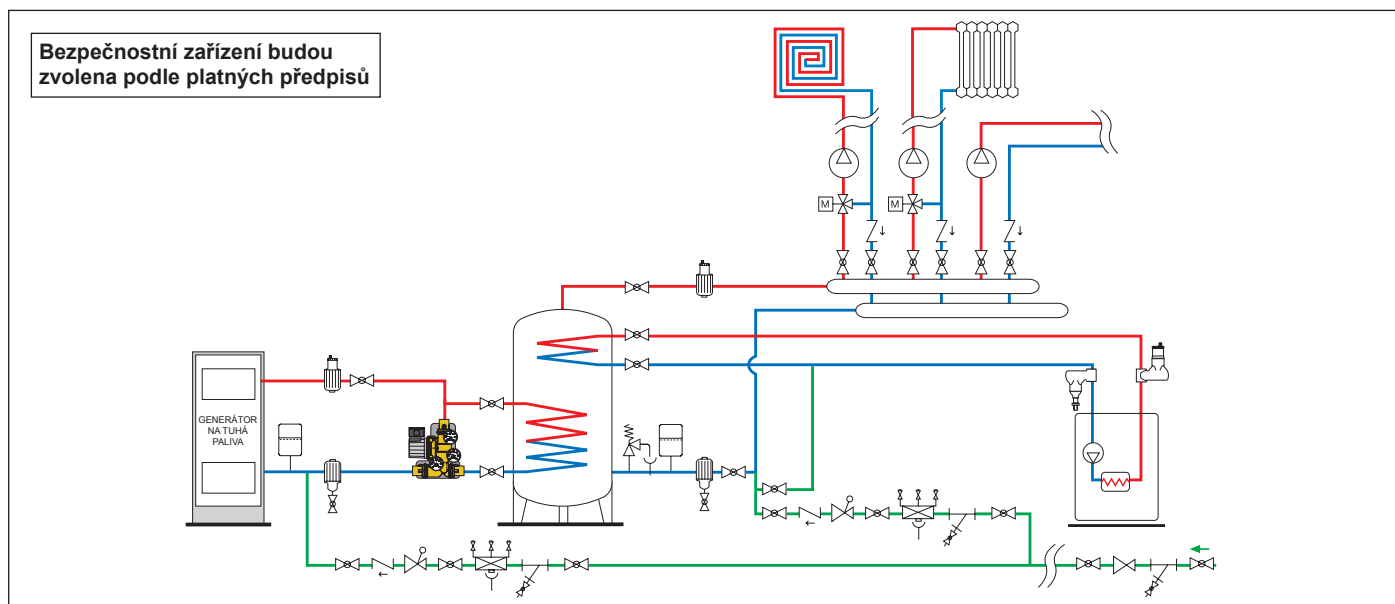 Bezpečnostní zařízení budou
zvolena podle platných předpisů
M
M
GENERÁTOR
NA TUHÁ
PALIVA